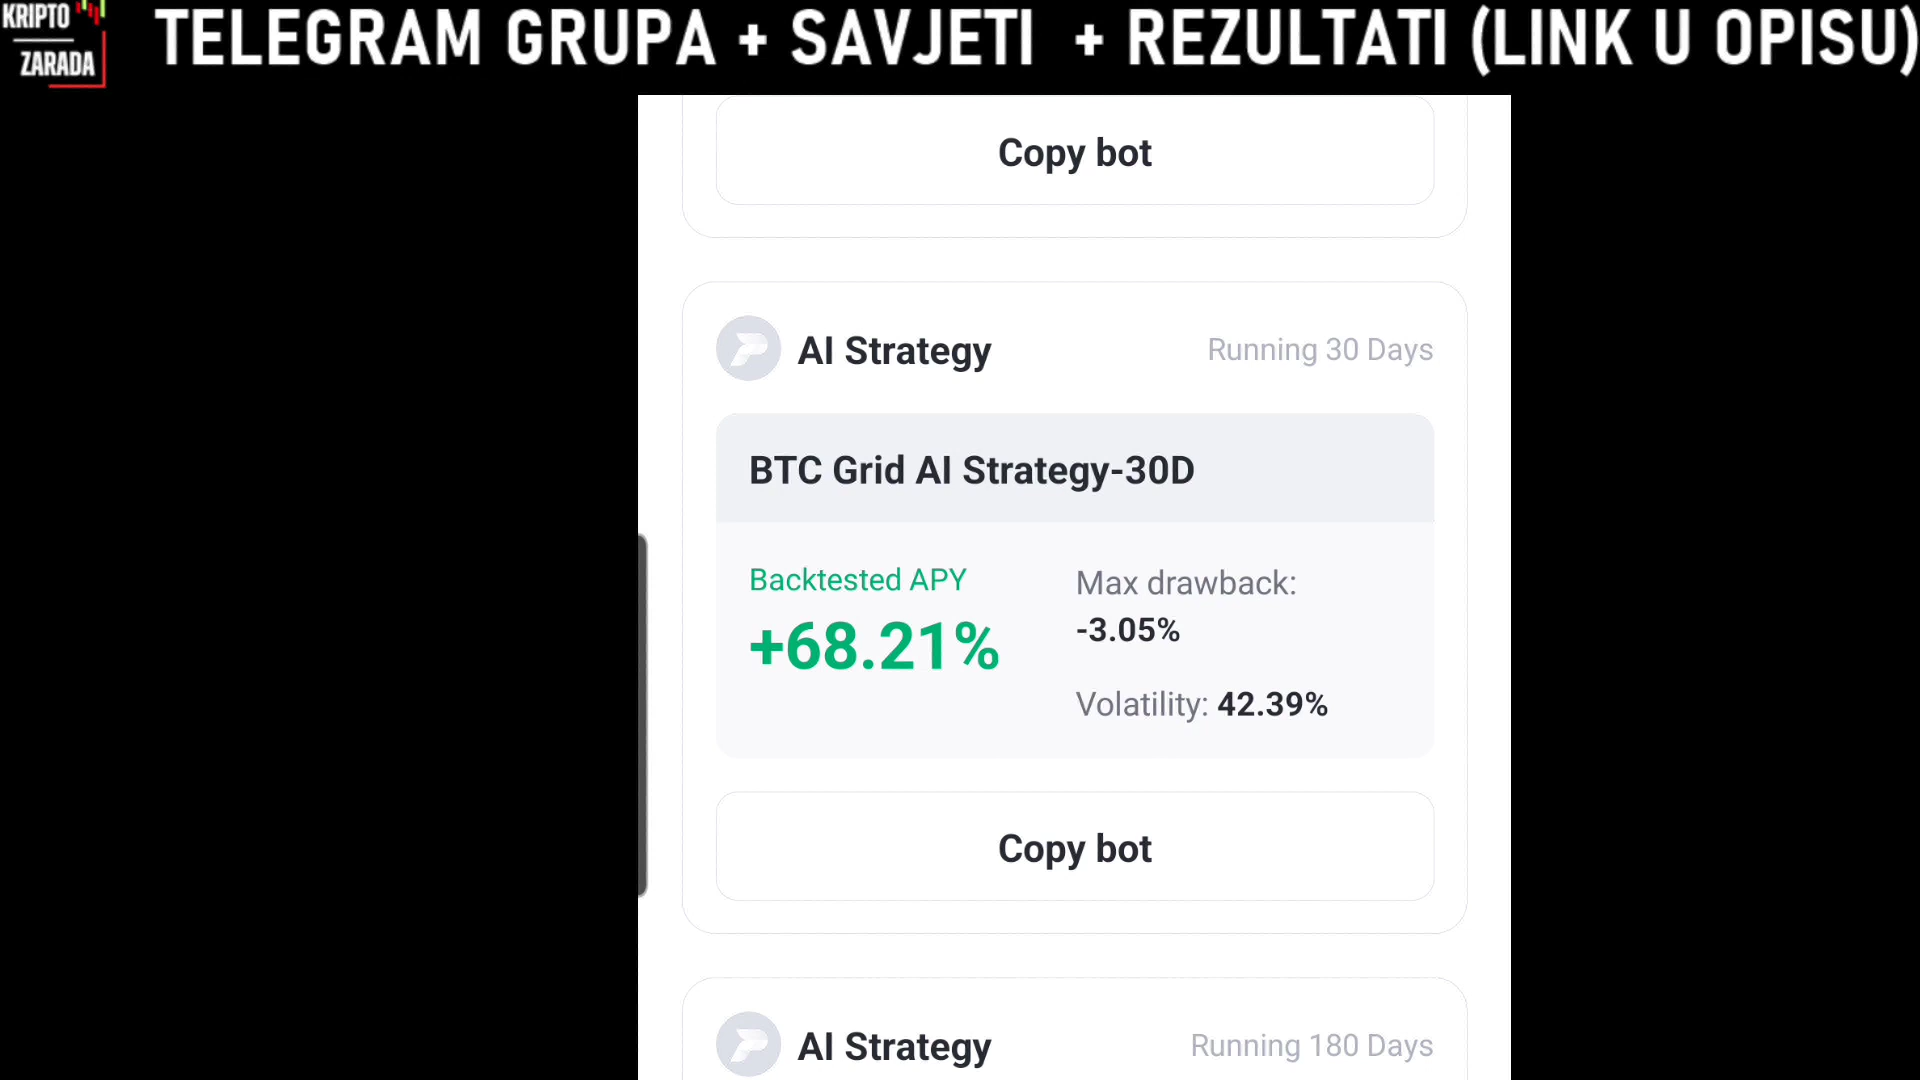 KRIPTO
ZARADA
TELEGRAM GRUPA + SAVJETI + REZULTATI (LINK U OPISU)
Copy bot
AI Strategy
Running 30 Days
BTC Grid AI Strategy-30D
Backtested APY
+68.21%
Max drawback:
-3.05%
Volatility: 42.39%
Copy bot
AI Strategy
Running 180 Days